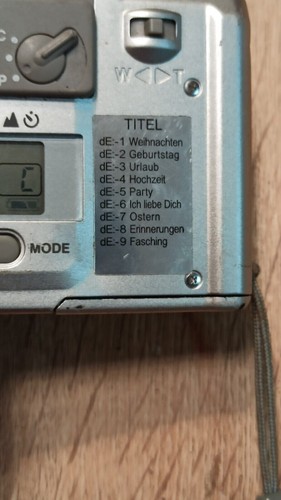 C
P
W T
TITEL
dE:-1 Weihnachten
dE:-2 Geburtstag
dE:-3 Urlaub
dE:-4 Hochzeit
dE:-5 Party
dE:-6 Ich liebe Dich
dE:-7 Ostern
dE:-8 Erinnerungen
dE:-9 Fasching
C
MODE